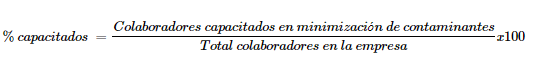 % capacitados = Colaboradores capacitados en minimización de contaminantes
Total colaboradores en la empresa
x100